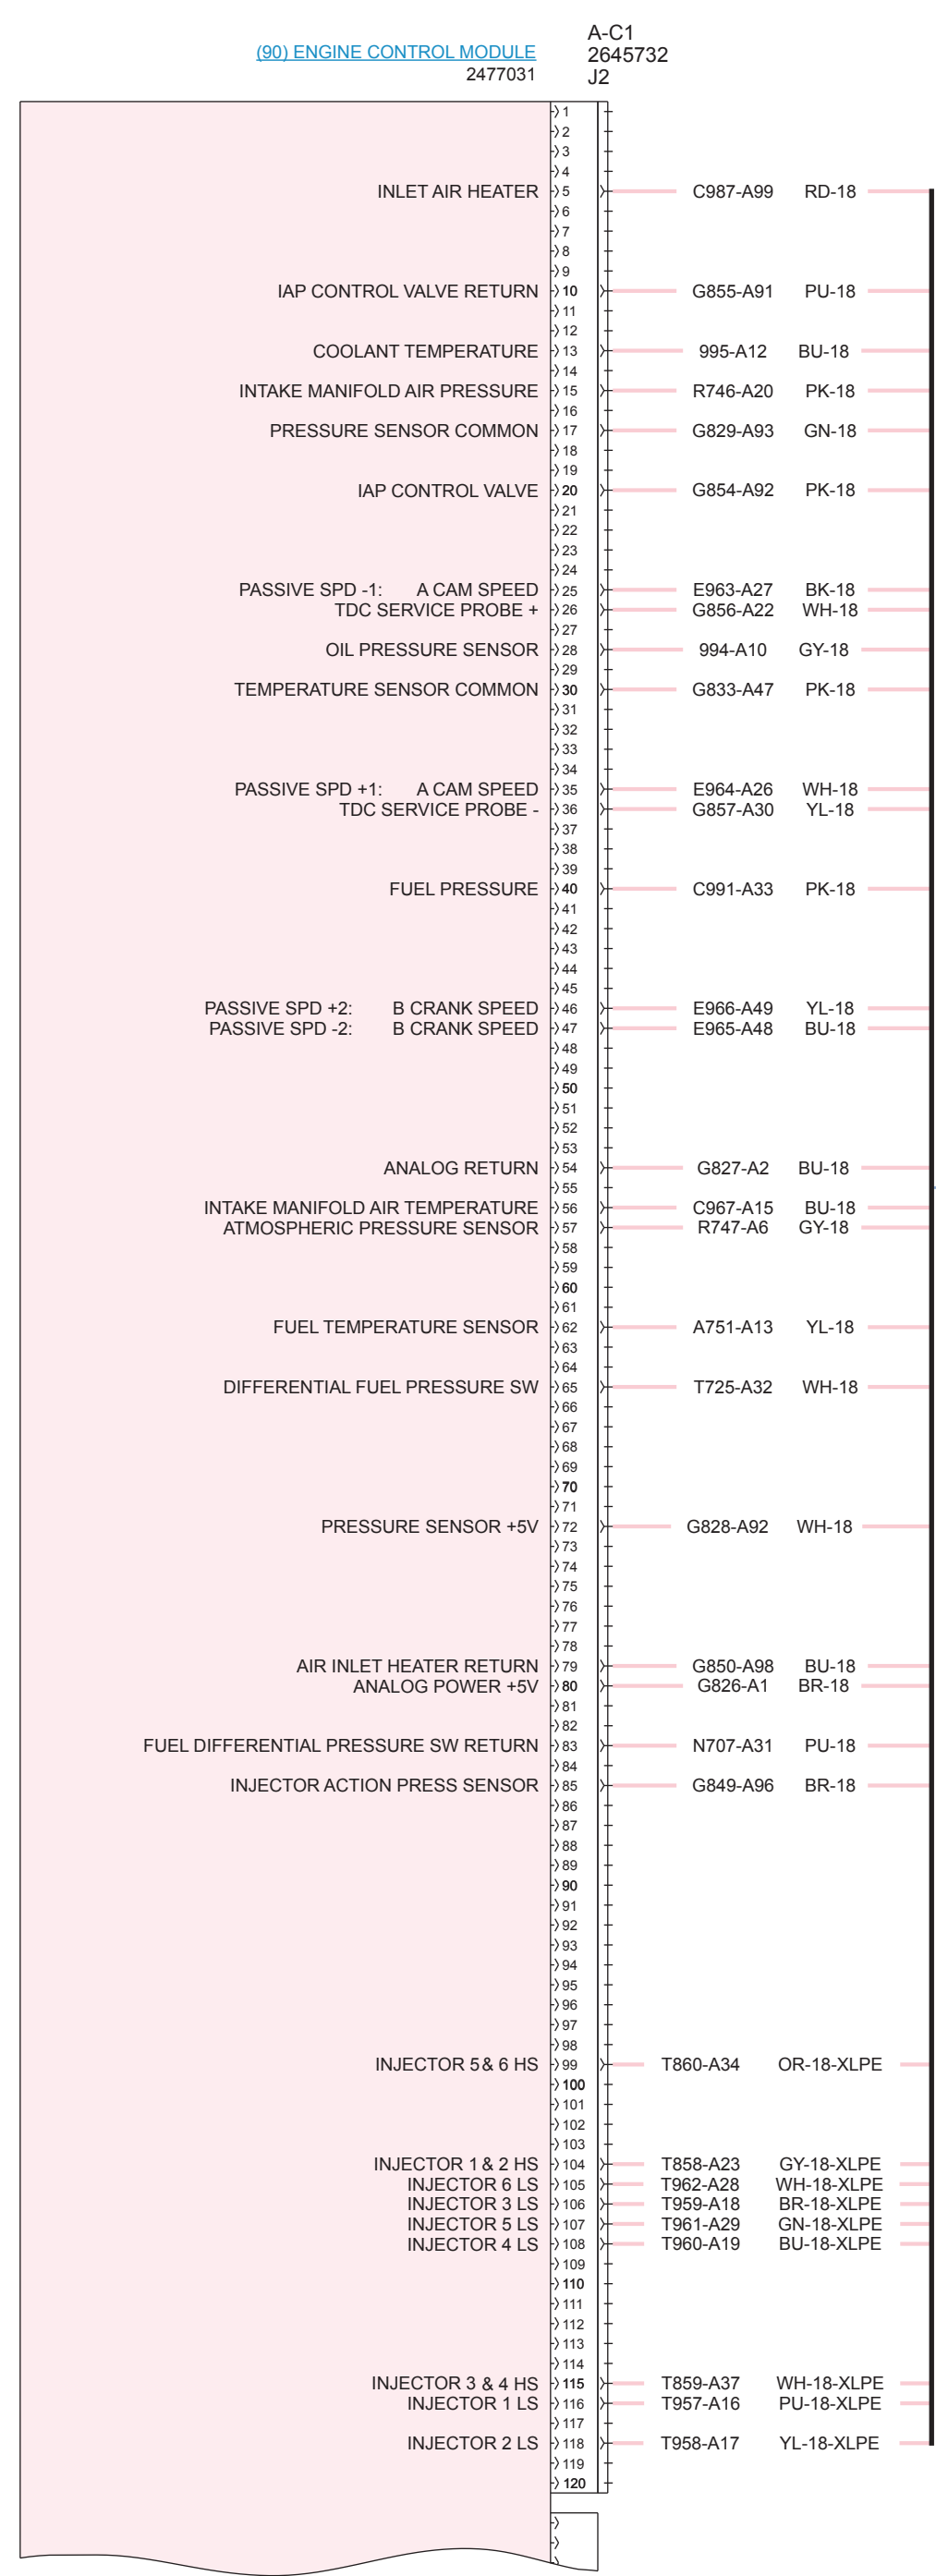 A-C1
(90) ENGINE CONTROL MODULE 2645732
2477031 J2
1
2
3
4
INLET AIR HEATER 5 C987-A99 RD-18
6
7
8
9
IAP CONTROL VALVE RETURN 10 G855-A91 PU-18
11
12
COOLANT TEMPERATURE 13 995-A12 BU-18
14
INTAKE MANIFOLD AIR PRESSURE 15 R746-A20 PK-18
16
PRESSURE SENSOR COMMON 17 G829-A93 GN-18
18
19
IAP CONTROL VALVE 20 G854-A92 PK-18
21
22
23
24
PASSIVE SPD -1: A CAM SPEED 25 E963-A27 BK-18
TDC SERVICE PROBE + 26 G856-A22 WH-18
27
OIL PRESSURE SENSOR 28 994-A10 GY-18
29
TEMPERATURE SENSOR COMMON 30 G833-A47 PK-18
31
32
33
34
PASSIVE SPD +1: A CAM SPEED 35 E964-A26 WH-18
TDC SERVICE PROBE - 36 G857-A30 YL-18
37
38
39
FUEL PRESSURE 40 C991-A33 PK-18
41
42
43
44
45
PASSIVE SPD +2: B CRANK SPEED 46 E966-A49 YL-18
PASSIVE SPD -2: B CRANK SPEED 47 E965-A48 BU-18
48
49
50
51
52
53
ANALOG RETURN 54 G827-A2 BU-18
55
INTAKE MANIFOLD AIR TEMPERATURE 56 C967-A15 BU-18
ATMOSPHERIC PRESSURE SENSOR 57 R747-A6 GY-18
58
59
60
61
FUEL TEMPERATURE SENSOR 62 A751-A13 YL-18
63
64
DIFFERENTIAL FUEL PRESSURE SW 65 T725-A32 WH-18
66
67
68
69
70
71
PRESSURE SENSOR +5V 72 G828-A92 WH-18
73
74
75
76
77
78
AIR INLET HEATER RETURN 79 G850-A98 BU-18
ANALOG POWER +5V 80 G826-A1 BR-18
81
82
FUEL DIFFERENTIAL PRESSURE SW RETURN 83 N707-A31 PU-18
84
INJECTOR ACTION PRESS SENSOR 85 G849-A96 BR-18
86
87
88
89
90
91
92
93
94
95
96
97
98
INJECTOR 5 & 6 HS 99 T860-A34 OR-18-XLPE
100
101
102
103
INJECTOR 1 & 2 HS 104 T858-A23 GY-18-XLPE
INJECTOR 6 LS 105 T962-A28 WH-18-XLPE
INJECTOR 3 LS 106 T959-A18 BR-18-XLPE
INJECTOR 5 LS 107 T961-A29 GN-18-XLPE
INJECTOR 4 LS 108 T960-A19 BU-18-XLPE
109
110
111
112
113
114
INJECTOR 3 & 4 HS 115 T859-A37 WH-18-XLPE
INJECTOR 1 LS 116 T957-A16 PU-18-XLPE
117
INJECTOR 2 LS 118 T958-A17 YL-18-XLPE
119
120